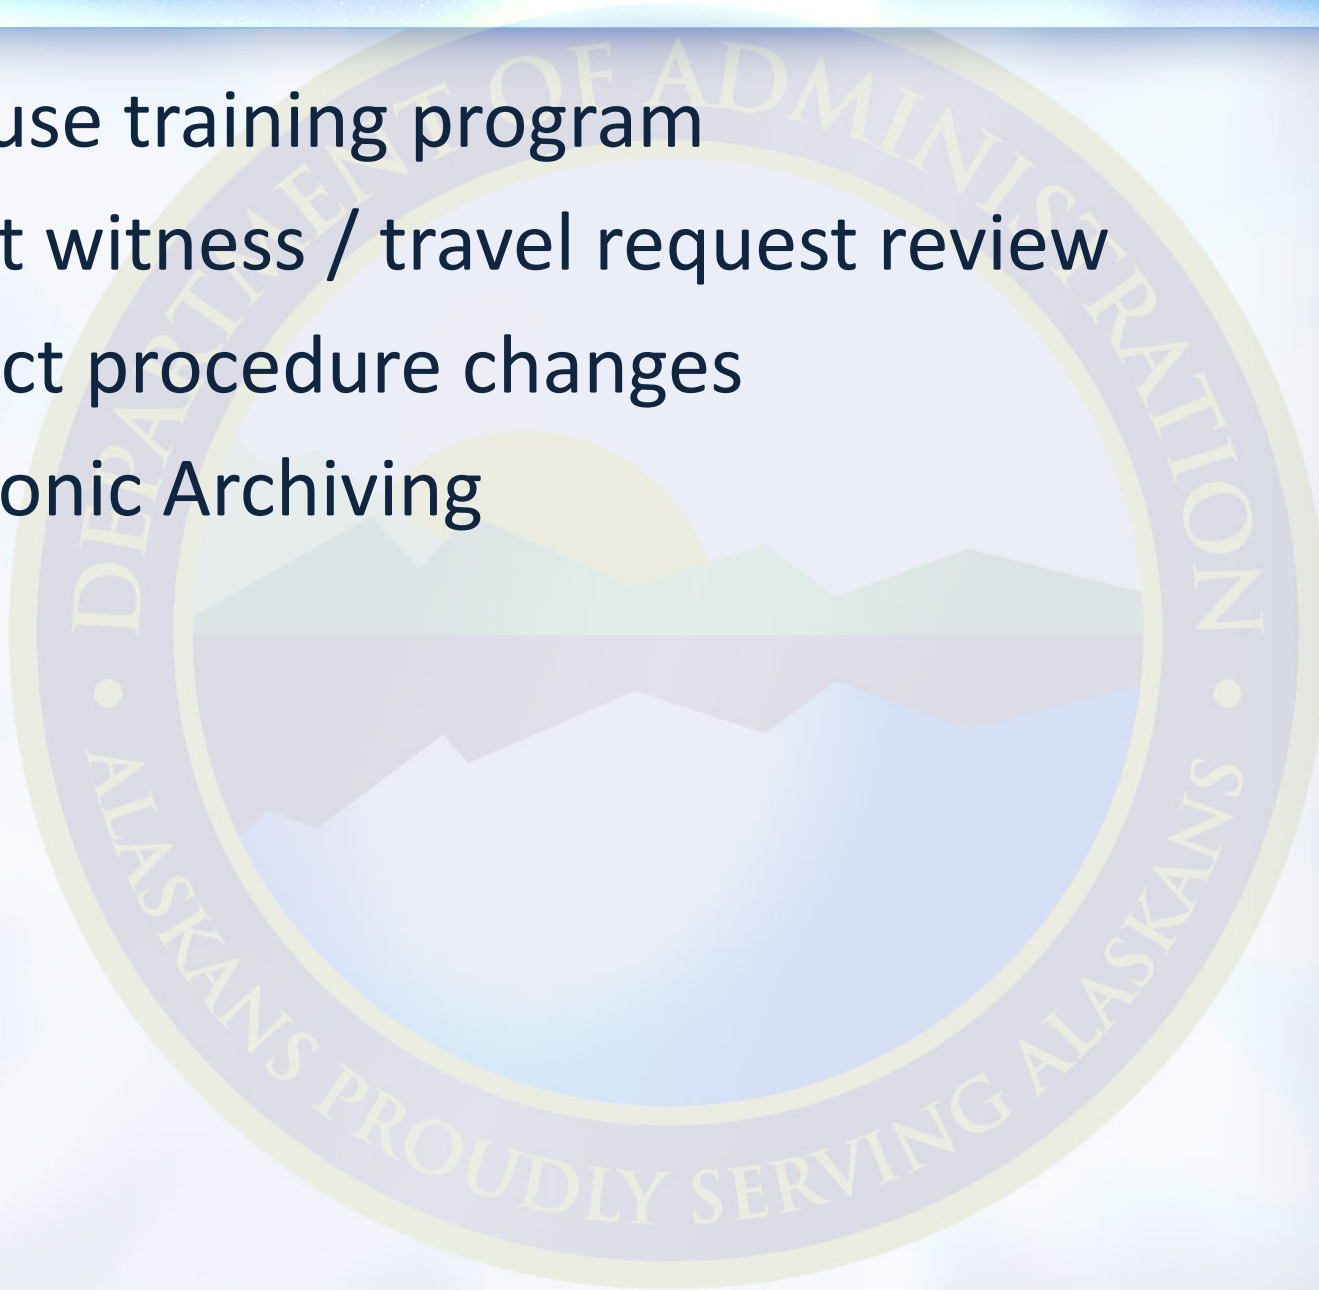 use training program
t witness / travel request review
ct procedure changes
onic Archiving
DEPARTMENT OF ADMINISTRATION
ALASKANS PROUDLY SERVING ALASKANS